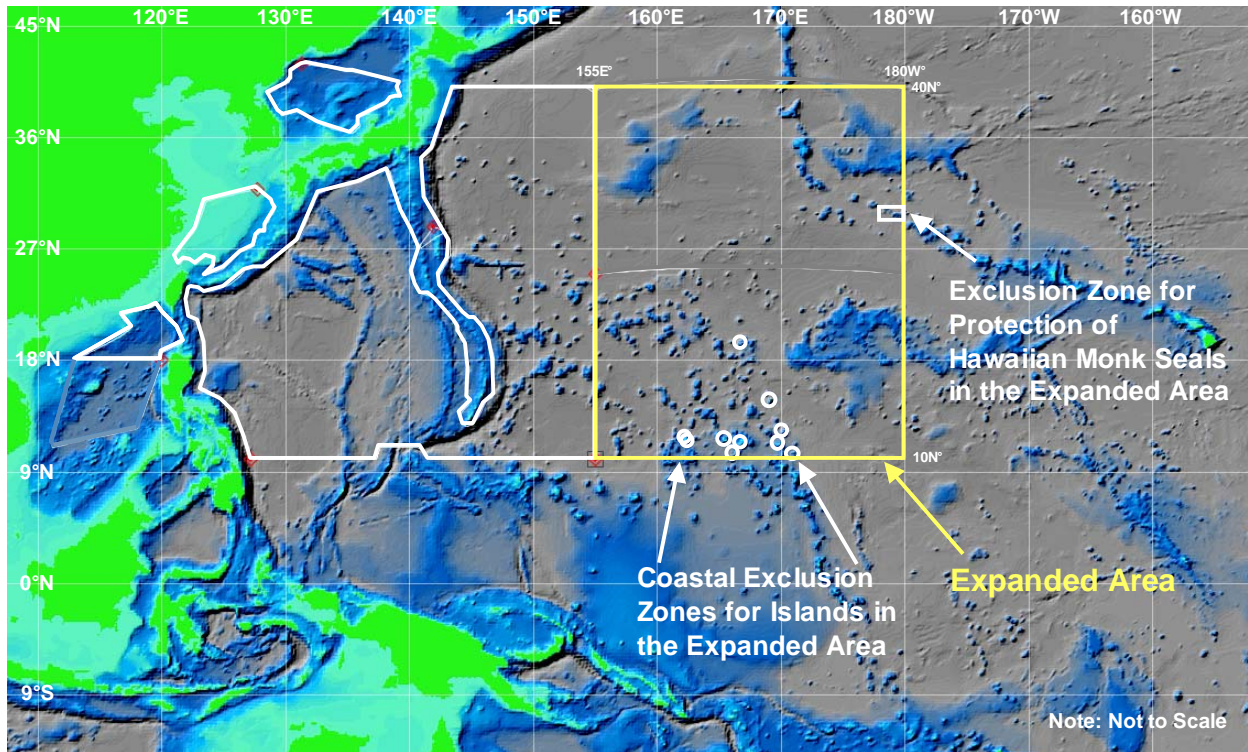 120°E 130°E 140°E 150°E 160°E 170°E 180°W 170°W 160°W
45°N
155E° 180W°
40N°
36°N
27°N
Exclusion Zone for
Protection of
Hawaiian Monk Seals
in the Expanded Area
18°N
9°N
10N°
Coastal Exclusion
Zones for Islands in
the Expanded Area
Expanded Area
0°N
9°S
Note: Not to Scale